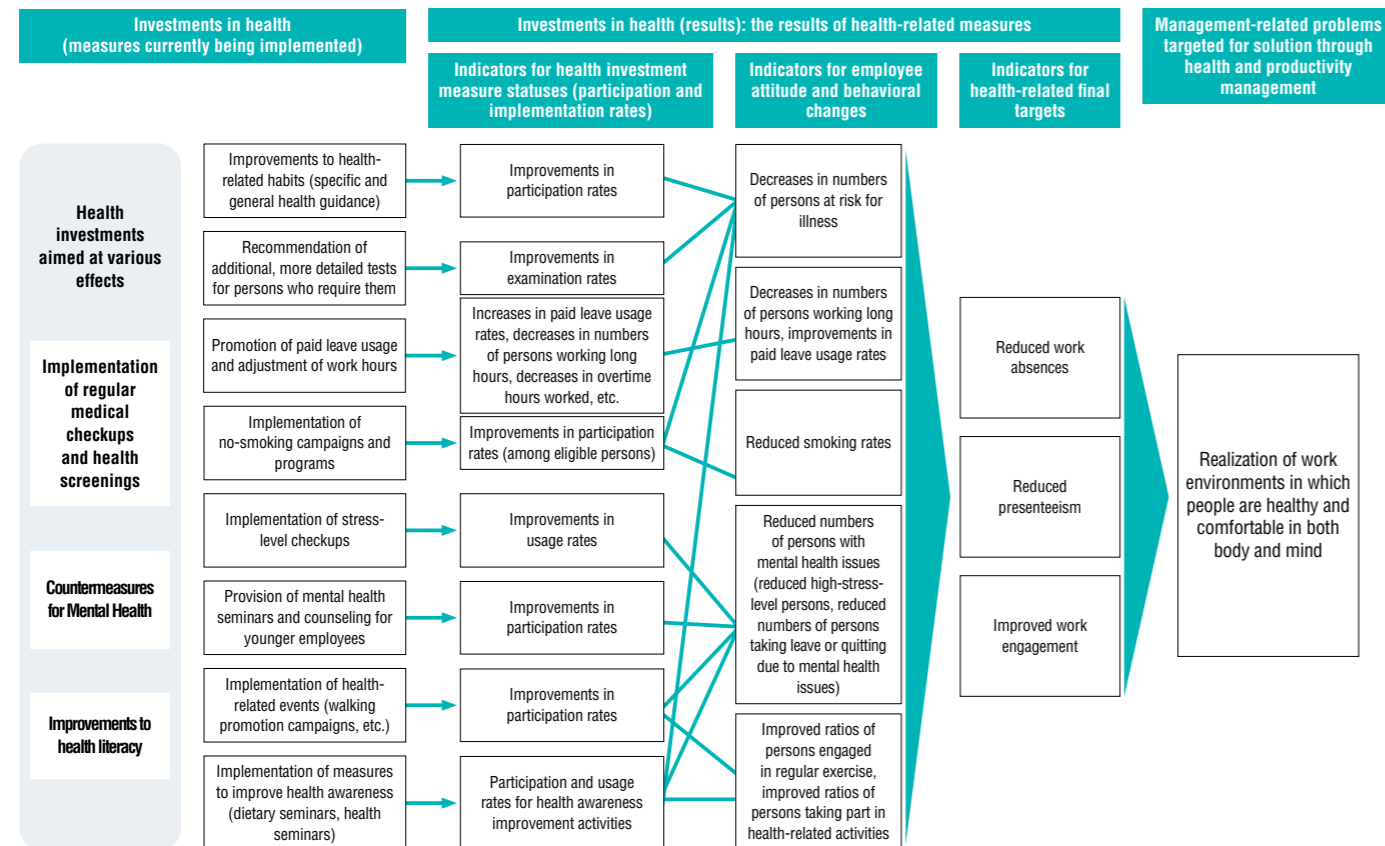 Investments in health
(measures currently being implemented)
Investments in health (results): the results of health-related measures
Management-related problems
targeted for solution through
health and productivity
management
Indicators for health investment
measure statuses (participation and
implementation rates)
Indicators for employee
attitude and behavioral
changes
Indicators for
health-related final
targets
Health
investments
aimed at various
effects
Implementation
of regular
medical
checkups
and health
screenings
Countermeasures
for Mental Health
Improvements to
health literacy
Improvements to health-
related habits (specific and
general health guidance)
Recommendation of
additional, more detailed tests
for persons who require them
Promotion of paid leave usage
and adjustment of work hours
Implementation of
no-smoking campaigns and
programs
Implementation of stress-
level checkups
Provision of mental health
seminars and counseling for
younger employees
Implementation of health-
related events (walking
promotion campaigns, etc.)
Implementation of measures
to improve health awareness
(dietary seminars, health
seminars)
Improvements in
participation rates
Improvements in
examination rates
Increases in paid leave usage
rates, decreases in numbers
of persons working long
hours, decreases in overtime
hours worked, etc.
Improvements in participation
rates (among eligible persons)
Improvements in
usage rates
Improvements in
participation rates
Improvements in
participation rates
Participation and usage
rates for health awareness
improvement activities
Decreases in numbers
of persons at risk for
illness
Decreases in numbers
of persons working long
hours, improvements in
paid leave usage rates
Reduced smoking rates
Reduced numbers
of persons with
mental health issues
(reduced high-stress-
level persons, reduced
numbers of persons
taking leave or quitting
due to mental health
issues)
Improved ratios of
persons engaged
in regular exercise,
improved ratios of
persons taking part in
health-related activities
Reduced work
absences
Reduced
presenteeism
Improved work
engagement
Realization of work
environments in which
people are healthy and
comfortable in both
body and mind